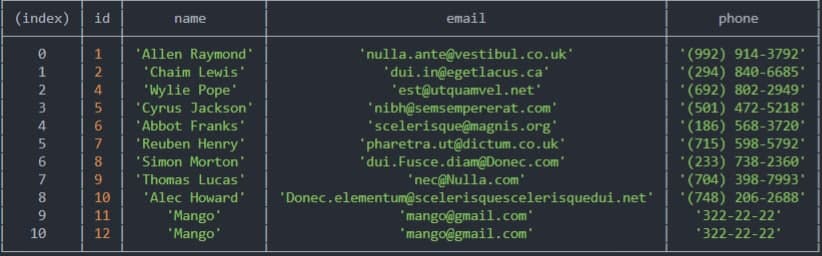 (index) id name email phone
0 1 'Allen Raymond' 'nulla.ante@vestibul.co.uk' '(992) 914-3792'
1 2 'Chaim Lewis' 'dui.in@egetlacus.ca' '(294) 840-6685'
2 4 'Wylie Pope' 'est@utquamvel.net' '(692) 802-2949'
3 5 'Cyrus Jackson' 'nibh@semsempererat.com' '(501) 472-5218'
4 6 'Abbot Franks' 'scelerisque@magnis.org' '(186) 568-3720'
5 7 'Reuben Henry' 'pharetra.ut@dictum.co.uk' '(715) 598-5792'
6 8 'Simon Morton' 'dui.Fusce.diam@Donec.com' '(233) 738-2360'
7 9 'Thomas Lucas' 'nec@Nulla.com' '(704) 398-7993'
8 10 'Alec Howard' 'Donec.elementum@scelerisquescelerisquedui.net' '(748) 206-2688'
9 11 'Mango' 'mango@gmail.com' '322-22-22'
10 12 'Mango' 'mango@gmail.com' '322-22-22'